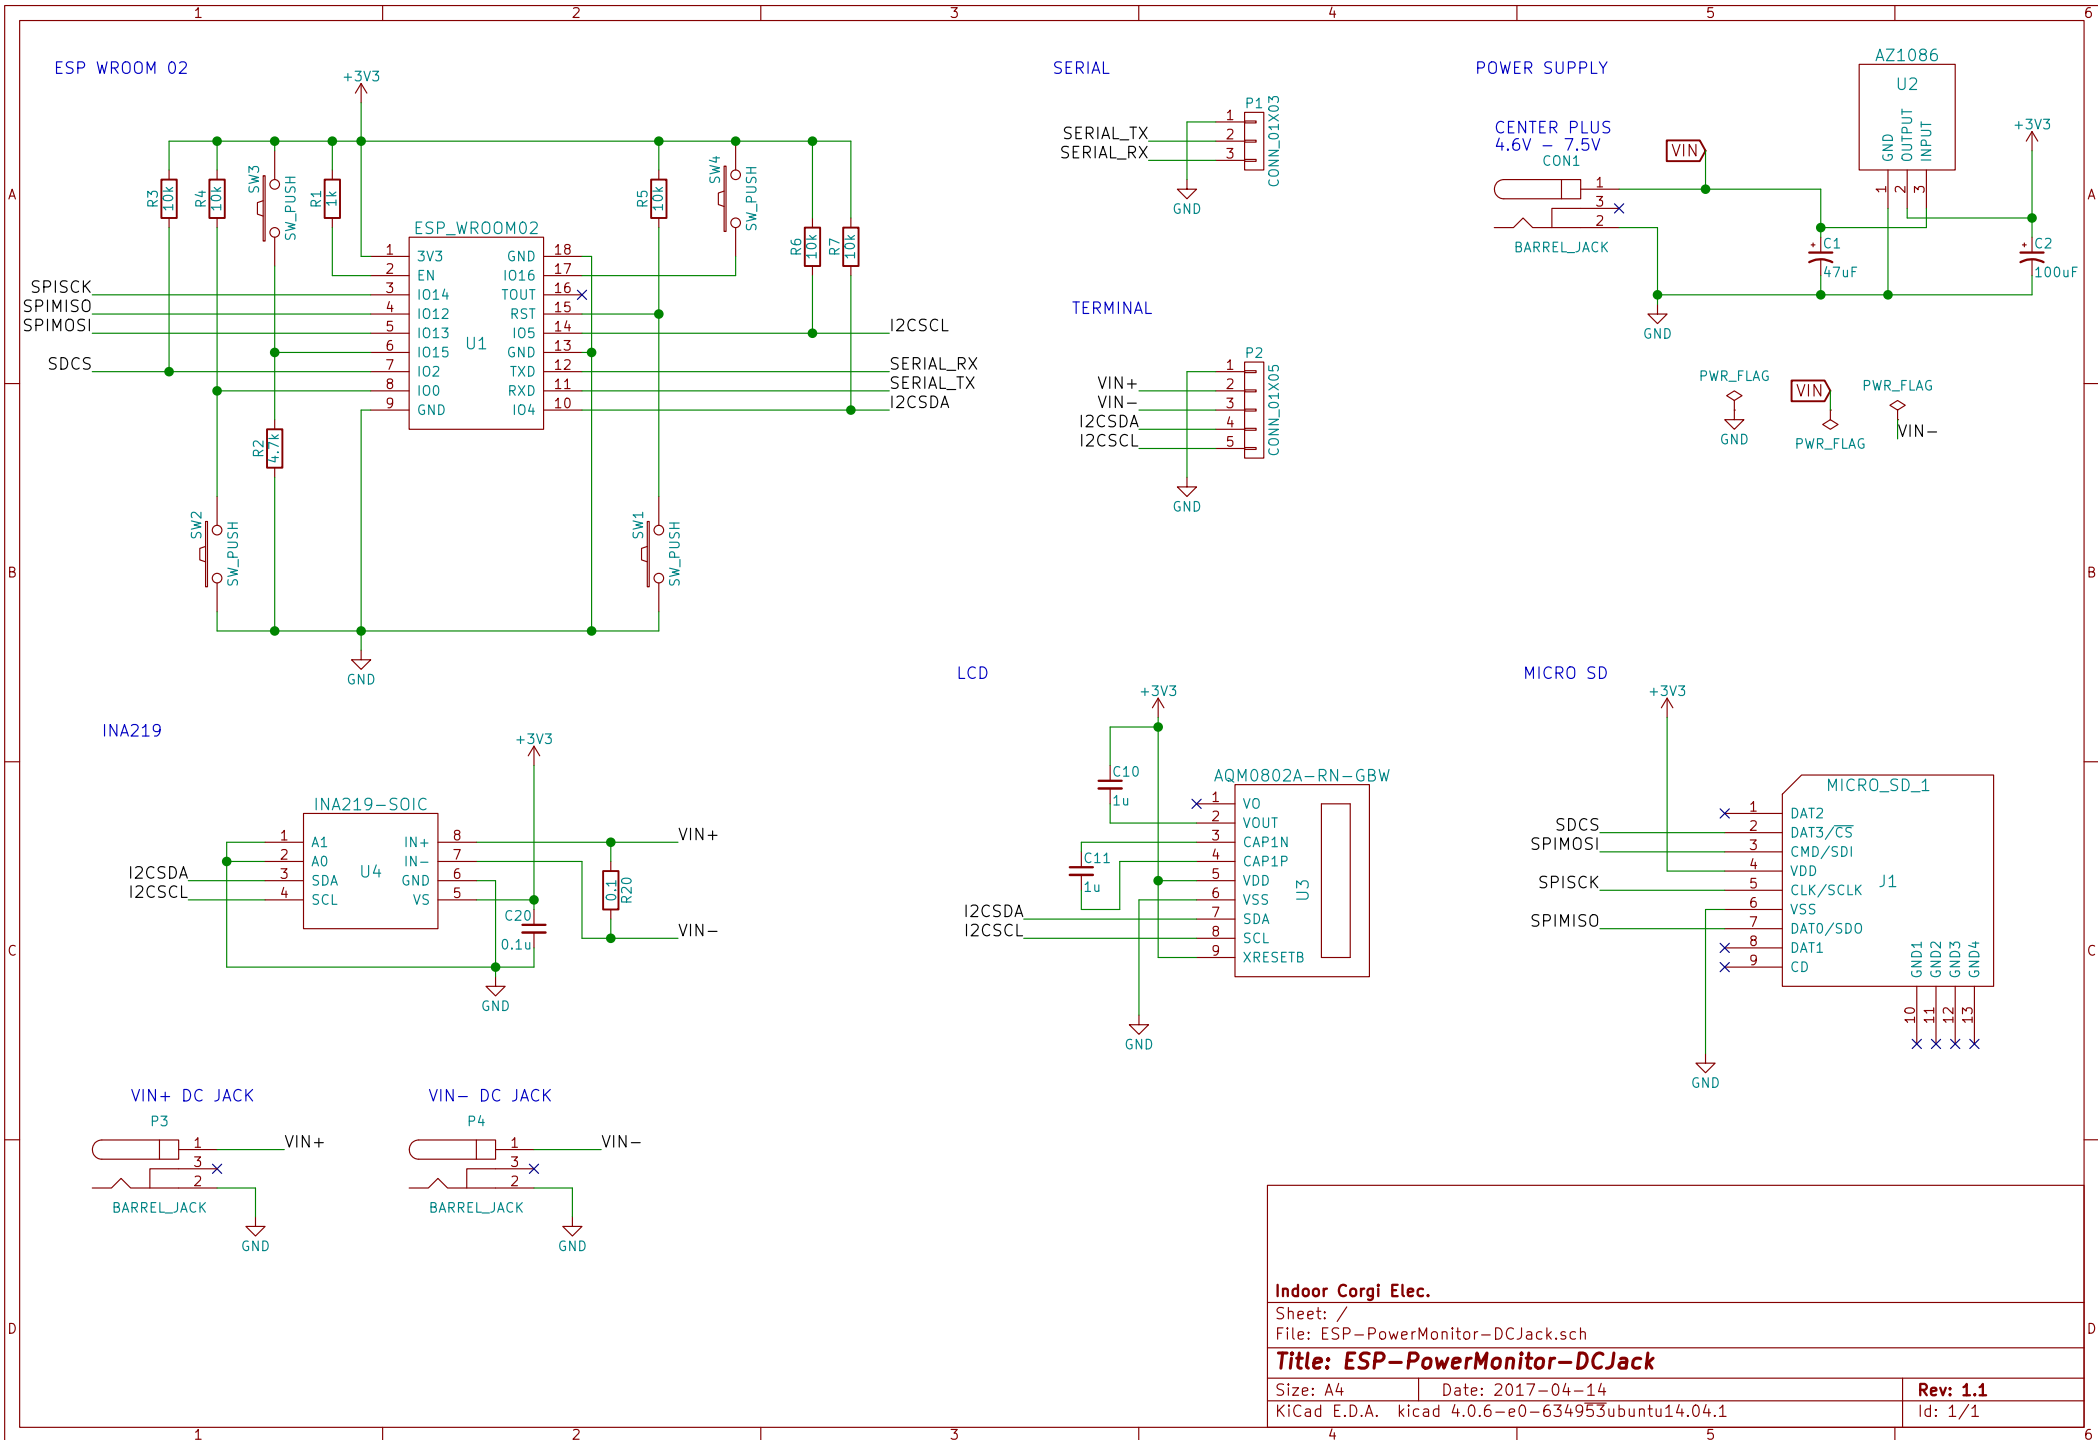 1 2 3 4 5 6
A
B
C
D
A
B
C
D
1 2 3 4 5 6
ESP WROOM 02
+3V3
R3
10k
R4
10k
SW3
SW_PUSH
R1
1k
R5
10k
SW4
SW_PUSH
R6
10k
R7
10k
ESP_WROOM02
U1
1 3V3
2 EN
3 IO14
4 IO12
5 IO13
6 IO15
7 IO2
8 IO0
9 GND
GND 18
IO16 17
TOUT 16
RST 15
IO5 14
GND 13
TXD 12
RXD 11
IO4 10
SPISCK
SPIMISO
SPIMOSI
SDCS
I2CSCL
SERIAL_RX
SERIAL_TX
I2CSDA
R2
4.7k
SW2
SW_PUSH
SW1
SW_PUSH
GND
SERIAL
P1
CONN_01X03
1
SERIAL_TX 2
SERIAL_RX 3
GND
TERMINAL
P2
CONN_01X05
1
VIN+ 2
VIN- 3
I2CSDA 4
I2CSCL 5
GND
POWER SUPPLY
CENTER PLUS
4.6V - 7.5V
CON1
1
3
2
BARREL_JACK
VIN
AZ1086
U2
GND
OUTPUT
INPUT
1
2
3
+3V3
C1
47uF
C2
100uF
GND
PWR_FLAG
GND
VIN
PWR_FLAG
PWR_FLAG
VIN-
INA219
+3V3
INA219-SOIC
U4
1 A1
2 A0
3 SDA
4 SCL
IN+ 8
IN- 7
GND 6
VS 5
I2CSDA
I2CSCL
VIN+
VIN-
0.1
R20
C20
0.1u
GND
LCD
+3V3
C10
1u
C11
1u
AQM0802A-RN-GBW
U3
1 VO
2 VOUT
3 CAP1N
4 CAP1P
5 VDD
6 VSS
7 SDA
8 SCL
9 XRESETB
I2CSDA
I2CSCL
GND
MICRO SD
+3V3
MICRO_SD_1
J1
1 DAT2
2 DAT3/CS
3 CMD/SDI
4 VDD
5 CLK/SCLK
6 VSS
7 DAT0/SDO
8 DAT1
9 CD
SDCS
SPIMOSI
SPISCK
SPIMISO
GND1
GND2
GND3
GND4
10
11
12
13
GND
VIN+ DC JACK
P3
1 VIN+
3
2
BARREL_JACK
GND
VIN- DC JACK
P4
1 VIN-
3
2
BARREL_JACK
GND
Indoor Corgi Elec.
Sheet: /
File: ESP-PowerMonitor-DCJack.sch
Title: ESP-PowerMonitor-DCJack
Size: A4 Date: 2017-04-14 Rev: 1.1
KiCad E.D.A. kicad 4.0.6-e0-634953ubuntu14.04.1 Id: 1/1